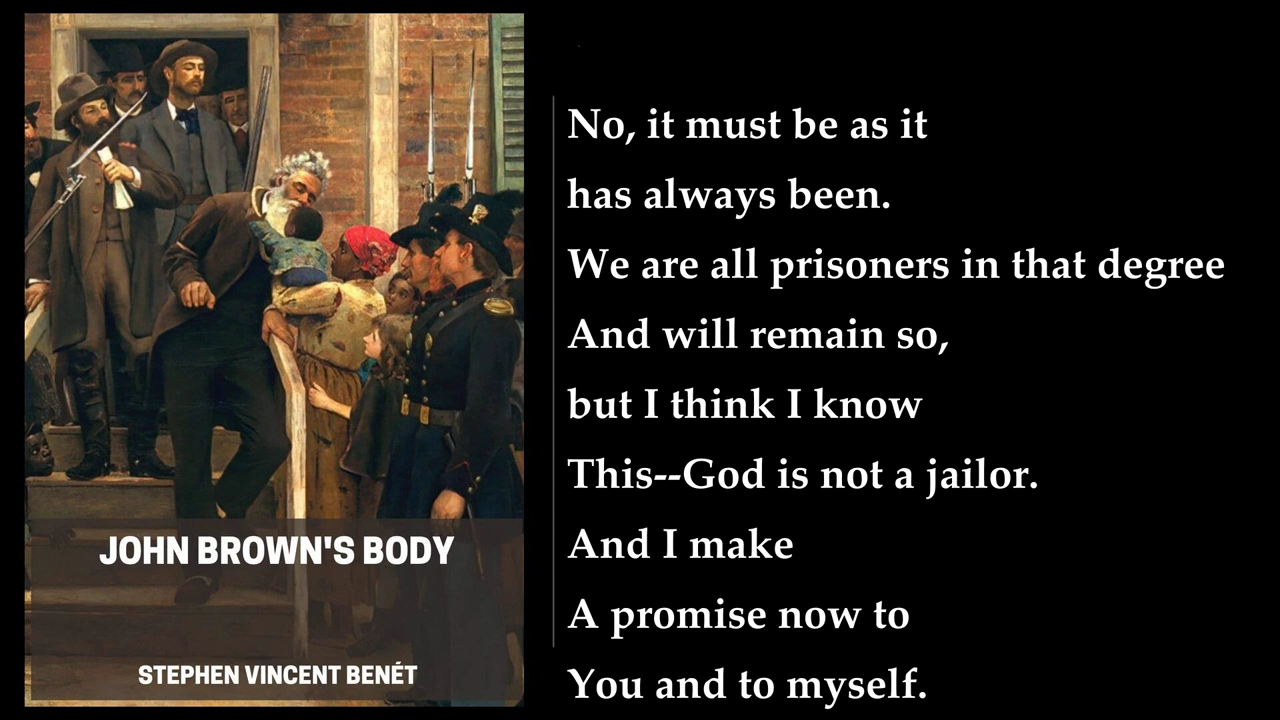 JOHN BROWN'S BODY
STEPHEN VINCENT BENÉT
No, it must be as it
has always been.
We are all prisoners in that degree
And will remain so,
but I think I know
This--God is not a jailor.
And I make
A promise now to
You and to myself.